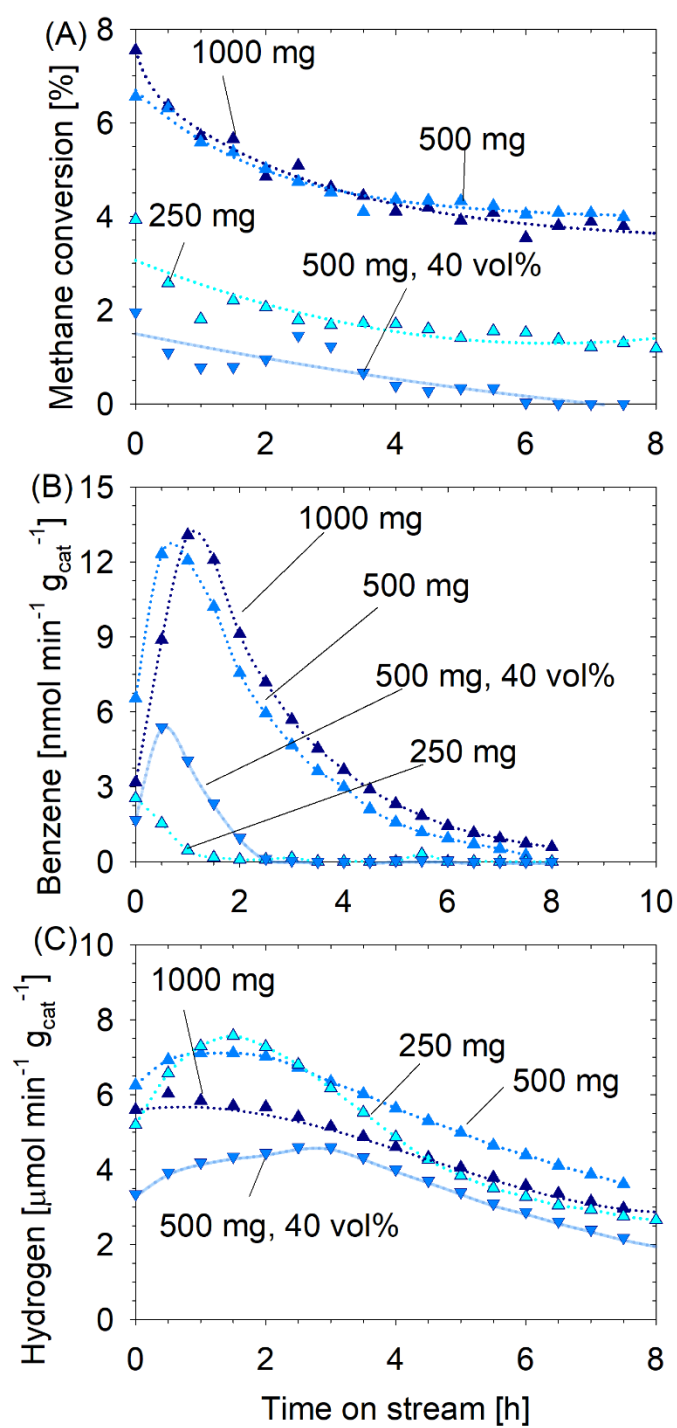 (A)
Methane conversion [%]
8
6
4
2
0
1000 mg
500 mg
250 mg
500 mg, 40 vol%
0 2 4 6 8
(B)
Benzene [nmol min⁻¹ g_cat⁻¹]
15
12
9
6
3
0
1000 mg
500 mg
500 mg, 40 vol%
250 mg
0 2 4 6 8 10
(C)
Hydrogen [µmol min⁻¹ g_cat⁻¹]
10
8
6
4
2
0
1000 mg
250 mg
500 mg
500 mg, 40 vol%
0 2 4 6 8
Time on stream [h]